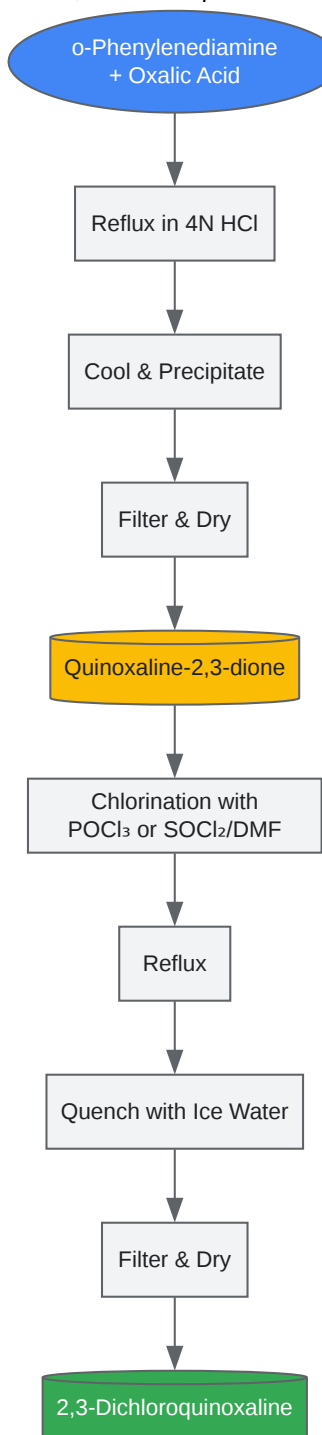 o-Phenylenediamine
+ Oxalic Acid
Reflux in 4N HCl
Cool & Precipitate
Filter & Dry
Quinoxaline-2,3-dione
Chlorination with
POCl₃ or SOCl₂/DMF
Reflux
Quench with Ice Water
Filter & Dry
2,3-Dichloroquinoxaline